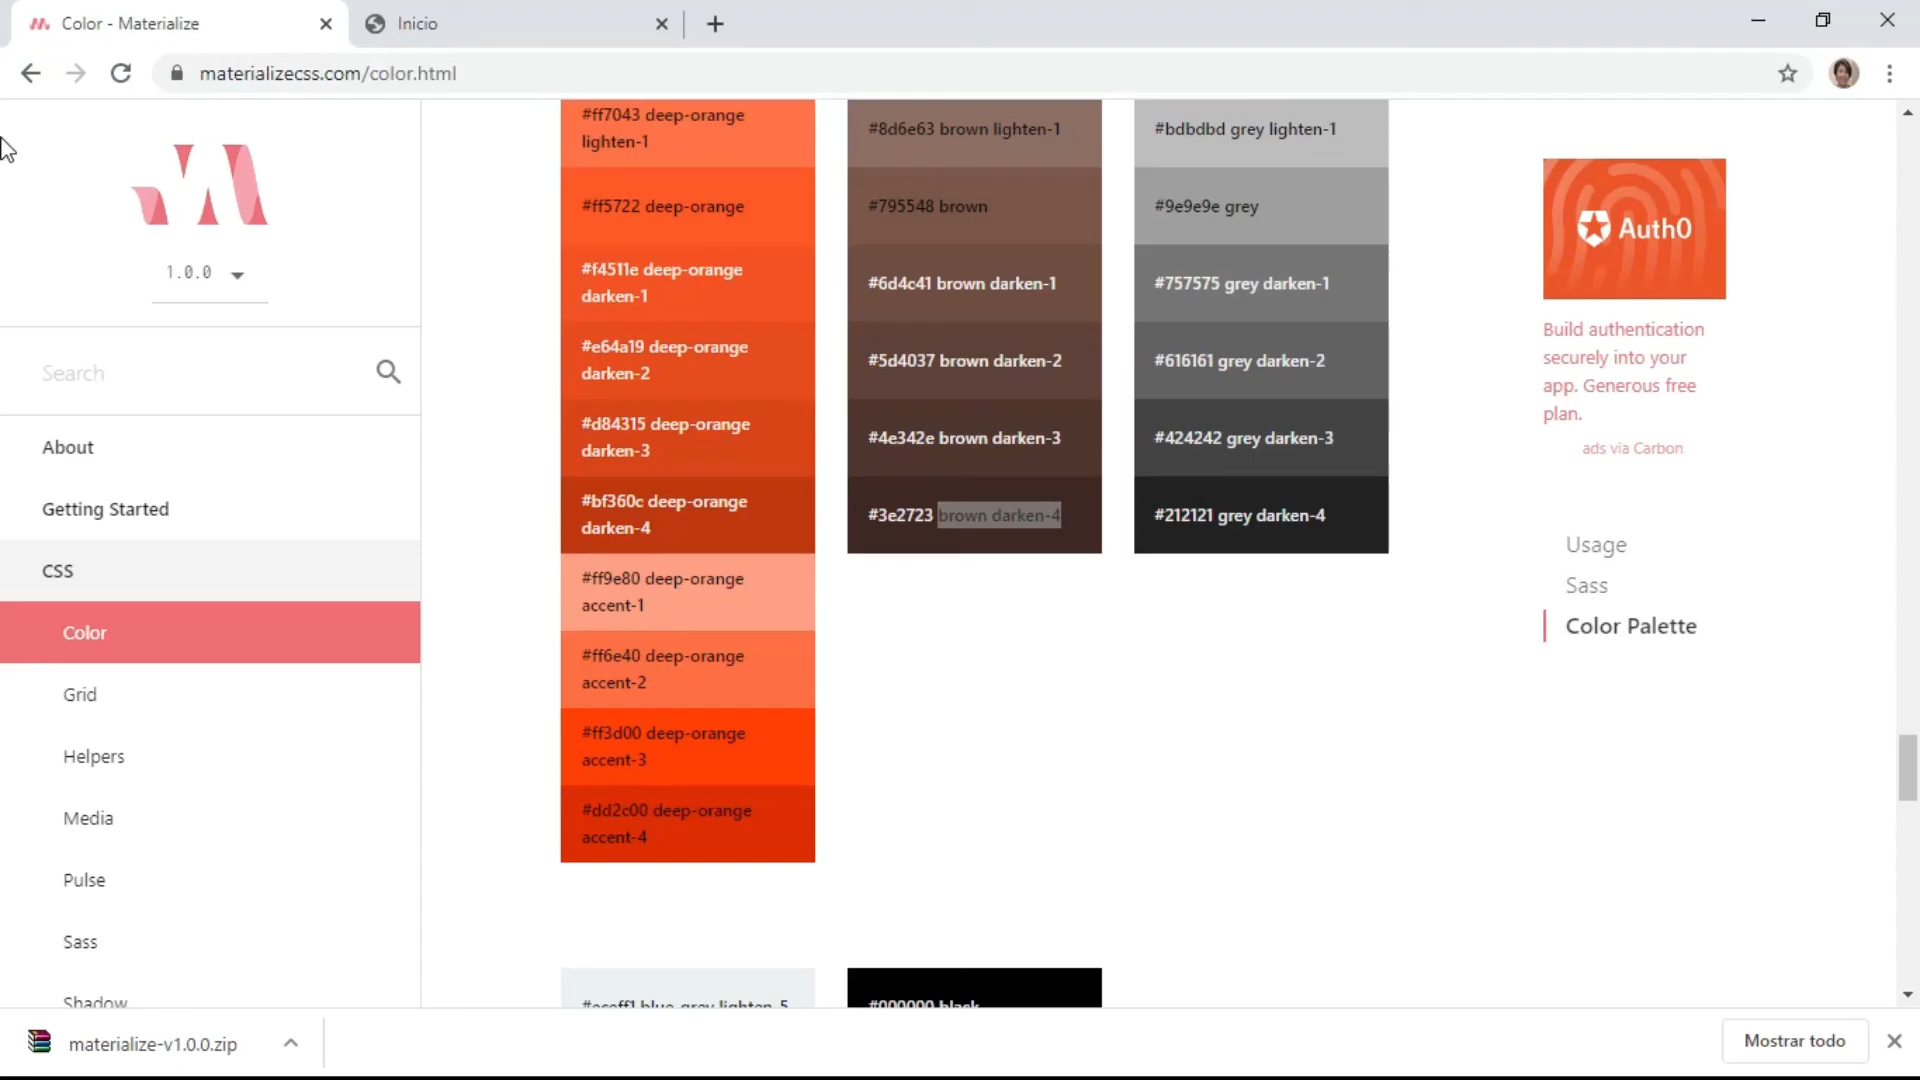 Color - Materialize
Inicio
materializecss.com/color.html
1.0.0
Search
About
Getting Started
CSS
Color
Grid
Helpers
Media
Pulse
Sass
Shadow
#ff7043 deep-orange
lighten-1
#ff5722 deep-orange
#f4511e deep-orange
darken-1
#e64a19 deep-orange
darken-2
#d84315 deep-orange
darken-3
#bf360c deep-orange
darken-4
#ff9e80 deep-orange
accent-1
#ff6e40 deep-orange
accent-2
#ff3d00 deep-orange
accent-3
#dd2c00 deep-orange
accent-4
#8d6e63 brown lighten-1
#795548 brown
#6d4c41 brown darken-1
#5d4037 brown darken-2
#4e342e brown darken-3
#3e2723 brown darken-4
#bdbdbd grey lighten-1
#9e9e9e grey
#757575 grey darken-1
#616161 grey darken-2
#424242 grey darken-3
#212121 grey darken-4
#eceff1 blue-grey lighten-5
#000000 black
Auth0
Build authentication
securely into your
app. Generous free
plan.
ads via Carbon
Usage
Sass
Color Palette
materialize-v1.0.0.zip
Mostrar todo